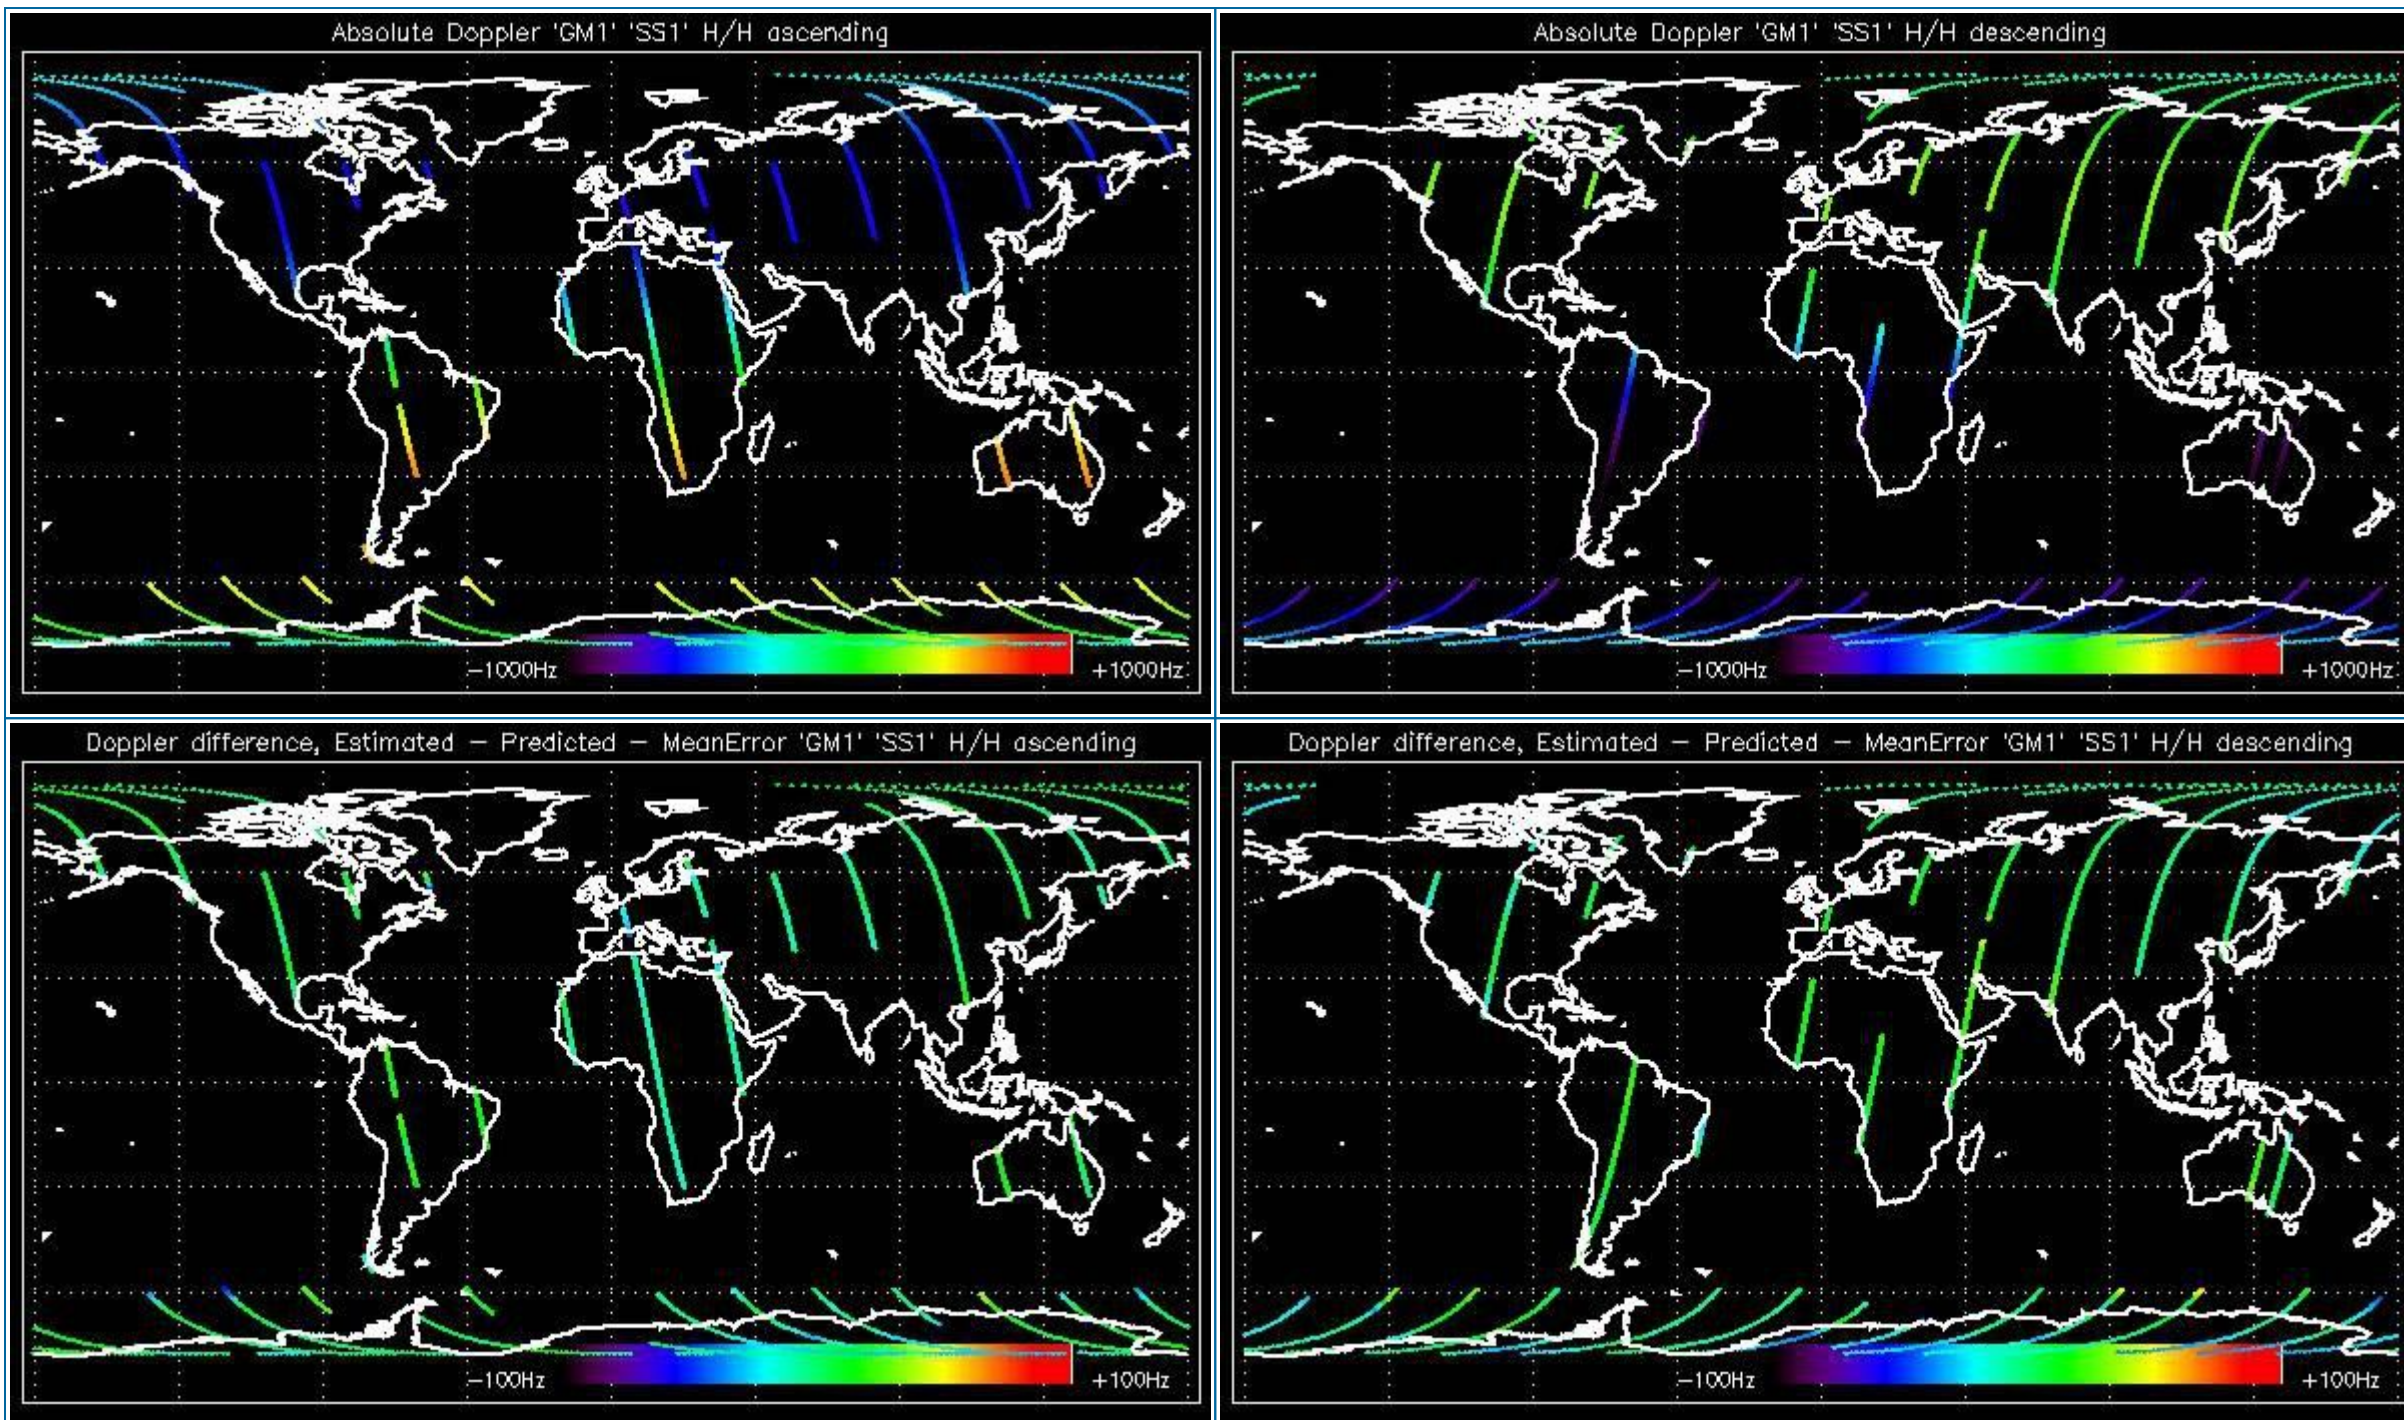 Absolute Doppler 'GM1' 'SS1' H/H ascending
-1000Hz +1000Hz
Absolute Doppler 'GM1' 'SS1' H/H descending
-1000Hz +1000Hz
Doppler difference, Estimated - Predicted - MeanError 'GM1' 'SS1' H/H ascending
-100Hz +100Hz
Doppler difference, Estimated - Predicted - MeanError 'GM1' 'SS1' H/H descending
-100Hz +100Hz